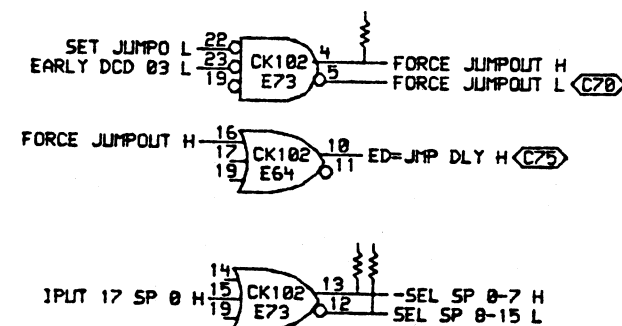 SET JUMPO L 22
EARLY DCD 03 L 23
19
CK102
E73
4 FORCE JUMPOUT H
5 FORCE JUMPOUT L C70
FORCE JUMPOUT H 16
17
19
CK102
E64
10 ED=JMP DLY H C75
11
14
IPUT 17 SP 0 H 15
19
CK102
E73
13 -SEL SP 0-7 H
12 SEL SP 8-15 L